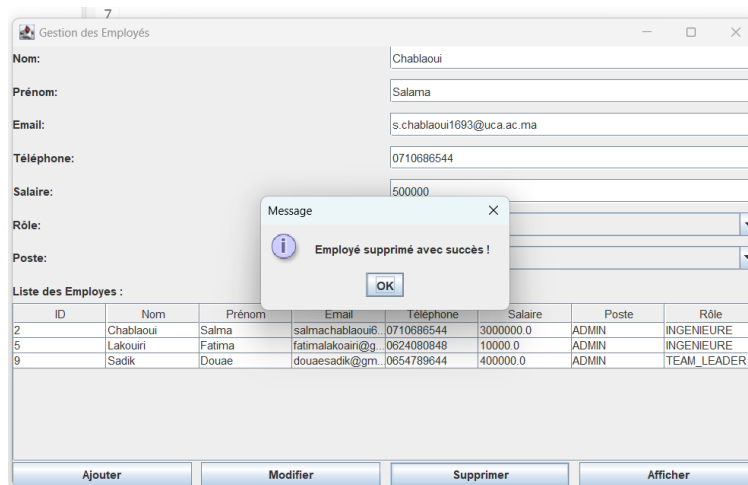 7
Gestion des Employés
Nom: Chablaoui
Prénom: Salama
Email: s.chablaoui1693@uca.ac.ma
Téléphone: 0710686544
Salaire: 500000
Rôle:
Poste:
Message
Employé supprimé avec succès !
OK
Liste des Employes :
ID Nom Prénom Email Téléphone Salaire Poste Rôle
2 Chablaoui Salma salmachablaoui6... 0710686544 3000000.0 ADMIN INGENIEURE
5 Lakouiri Fatima fatimalakoairi@g... 0624080848 10000.0 ADMIN INGENIEURE
9 Sadik Douae douaesadik@gm... 0654789644 400000.0 ADMIN TEAM_LEADER
Ajouter Modifier Supprimer Afficher